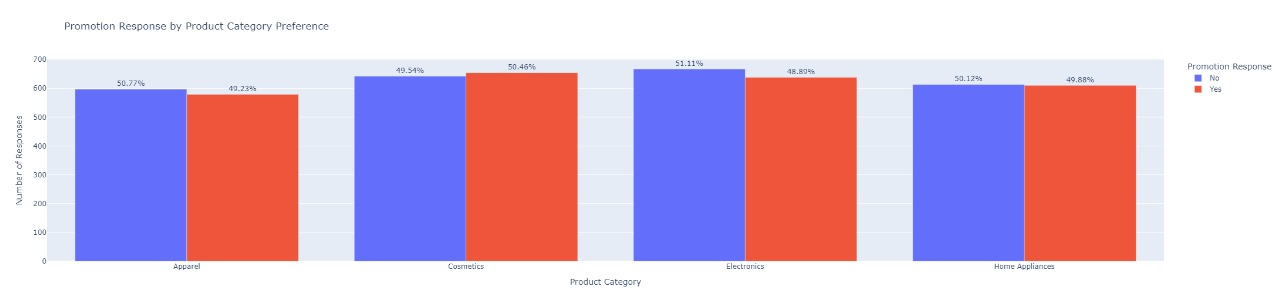 Promotion Response by Product Category Preference
700
600
500
400
300
200
100
0
Number of Responses
50.77%
49.23%
49.54%
50.46%
51.11%
48.89%
50.12%
49.88%
Apparel
Cosmetics
Electronics
Home Appliances
Product Category
Promotion Response
No
Yes